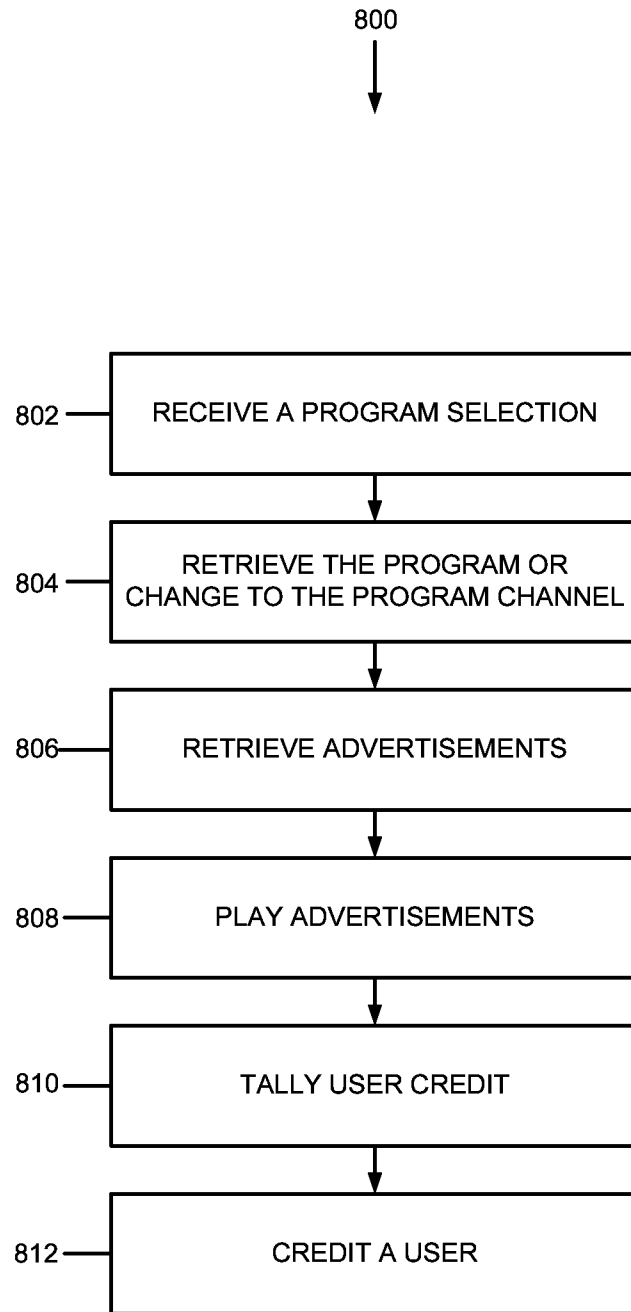 800
802
RECEIVE A PROGRAM SELECTION
804
RETRIEVE THE PROGRAM OR
CHANGE TO THE PROGRAM CHANNEL
806
RETRIEVE ADVERTISEMENTS
808
PLAY ADVERTISEMENTS
810
TALLY USER CREDIT
812
CREDIT A USER